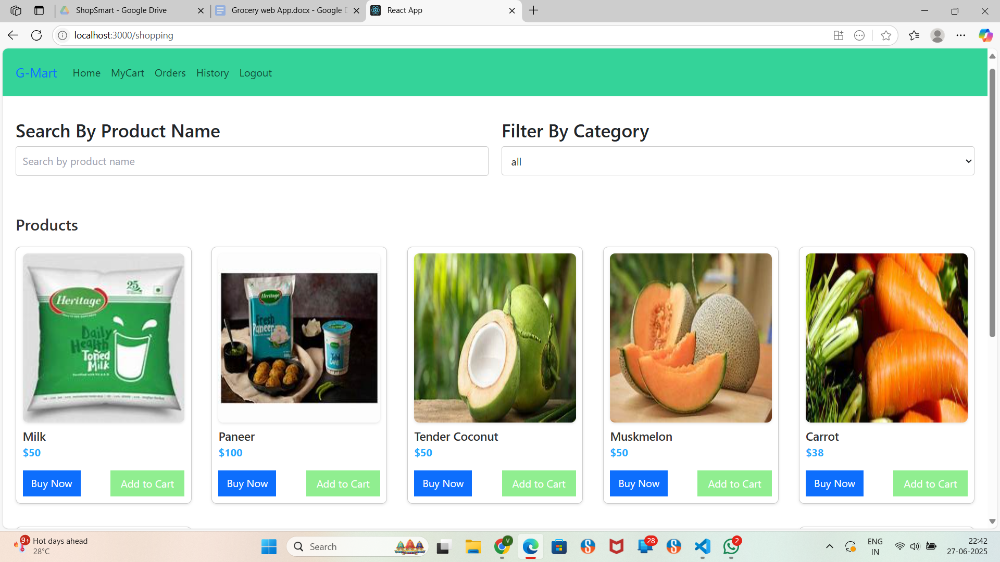 ShopSmart - Google Drive
Grocery web App.docx - Google D
React App
localhost:3000/shopping
G-Mart
Home
MyCart
Orders
History
Logout
Search By Product Name
Filter By Category
Search by product name
all
Products
Heritage
25
Daily
Health
Toned
Milk
Heritage
Fresh
Paneer
Milk
Paneer
Tender Coconut
Muskmelon
Carrot
$50
$100
$50
$50
$38
Buy Now
Add to Cart
Buy Now
Add to Cart
Buy Now
Add to Cart
Buy Now
Add to Cart
Buy Now
Add to Cart
9+
Hot days ahead
28°C
Search
V
28
2
ENG
IN
22:42
27-06-2025